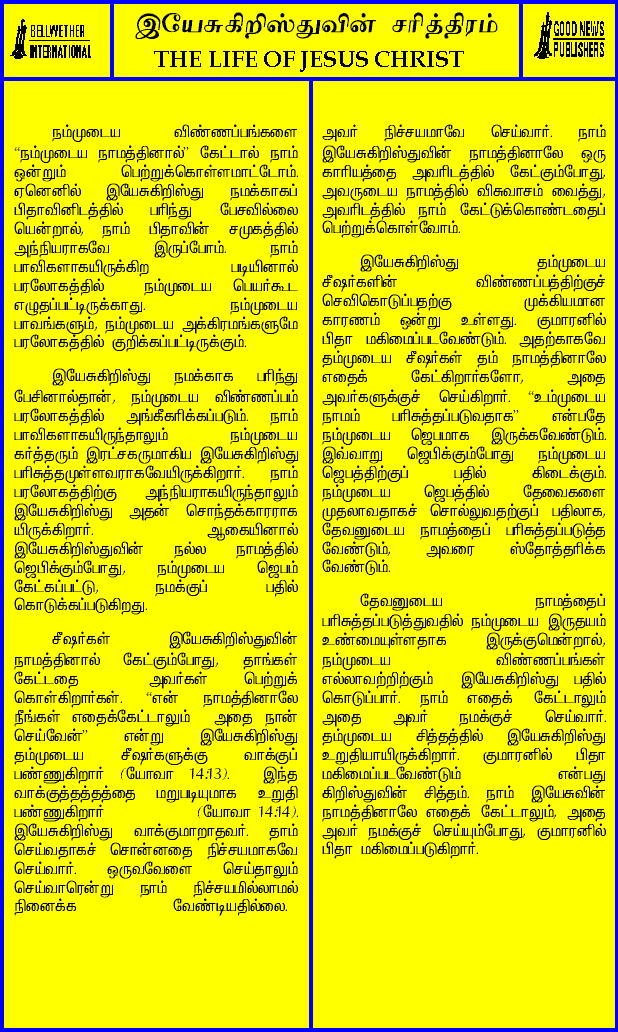 BELLWETHER
INTERNATIONAL
இயேசுகிறிஸ்துவின் சரித்திரம்
THE LIFE OF JESUS CHRIST
GOOD NEWS
PUBLISHERS
நம்முடைய விண்ணப்பங்களை
“நம்முடைய நாமத்தினால்” கேட்டால் நாம்
ஒன்றும் பெற்றுக்கொள்ளமாட்டோம்.
ஏனெனில் இயேசுகிறிஸ்து நமக்காகப்
பிதாவினிடத்தில் பரிந்து பேசவில்லை
யென்றால், நாம் பிதாவின் சமுகத்தில்
அந்நியராகவே இருப்போம். நாம்
பாவிகளாகயிருக்கிற படியினால்
பரலோகத்தில் நம்முடைய பெயர்கூட
எழுதப்பட்டிருக்காது. நம்முடைய
பாவங்களும், நம்முடைய அக்கிரமங்களுமே
பரலோகத்தில் குறிக்கப்பட்டிருக்கும்.
இயேசுகிறிஸ்து நமக்காக பரிந்து
பேசினால்தான், நம்முடைய விண்ணப்பம்
பரலோகத்தில் அங்கீகரிக்கப்படும். நாம்
பாவிகளாகயிருந்தாலும் நம்முடைய
கர்த்தரும் இரட்சகருமாகிய இயேசுகிறிஸ்து
பரிசுத்தமுள்ளவராகவேயிருக்கிறார். நாம்
பரலோகத்திற்கு அந்நியராகயிருந்தாலும்
இயேசுகிறிஸ்து அதன் சொந்தக்காரராக
யிருக்கிறார். ஆகையினால்
இயேசுகிறிஸ்துவின் நல்ல நாமத்தில்
ஜெபிக்கும்போது, நம்முடைய ஜெபம்
கேட்கப்பட்டு, நமக்குப் பதில்
கொடுக்கப்படுகிறது.
சீஷர்கள் இயேசுகிறிஸ்துவின்
நாமத்தினால் கேட்கும்போது, தாங்கள்
கேட்டதை அவர்கள் பெற்றுக்
கொள்கிறார்கள். “என் நாமத்தினாலே
நீங்கள் எதைக்கேட்டாலும் அதை நான்
செய்வேன்” என்று இயேசுகிறிஸ்து
தம்முடைய சீஷர்களுக்கு வாக்குப்
பண்ணுகிறார் (யோவா 14:13). இந்த
வாக்குத்தத்தத்தை மறுபடியுமாக உறுதி
பண்ணுகிறார் (யோவா 14:14).
இயேசுகிறிஸ்து வாக்குமாறாதவர். தாம்
செய்வதாகச் சொன்னதை நிச்சயமாகவே
செய்வார். ஒருவவேளை செய்தாலும்
செய்வாரென்று நாம் நிச்சயமில்லாமல்
நினைக்க வேண்டியதில்லை.
அவர் நிச்சயமாவே செய்வார். நாம்
இயேசுகிறிஸ்துவின் நாமத்தினாலே ஒரு
காரியத்தை அவரிடத்தில் கேட்கும்போது,
அவருடைய நாமத்தில் விசுவாசம் வைத்து,
அவரிடத்தில் நாம் கேட்டுக்கொண்டதைப்
பெற்றுக்கொள்வோம்.
இயேசுகிறிஸ்து தம்முடைய
சீஷர்களின் விண்ணப்பத்திற்குச்
செவிகொடுப்பதற்கு முக்கியமான
காரணம் ஒன்று உள்ளது. குமாரனில்
பிதா மகிமைப்படவேண்டும். அதற்காகவே
தம்முடைய சீஷர்கள் தம் நாமத்தினாலே
எதைக் கேட்கிறார்களோ, அதை
அவர்களுக்குச் செய்கிறார். “உம்முடைய
நாமம் பரிசுத்தப்படுவதாக” என்பதே
நம்முடைய ஜெபமாக இருக்கவேண்டும்.
இவ்வாறு ஜெபிக்கும்போது நம்முடைய
ஜெபத்திற்குப் பதில் கிடைக்கும்.
நம்முடைய ஜெபத்தில் தேவைகளை
முதலாவதாகச் சொல்லுவதற்குப் பதிலாக,
தேவனுடைய நாமத்தைப் பரிசுத்தப்படுத்த
வேண்டும், அவரை ஸ்தோத்தரிக்க
வேண்டும்.
தேவனுடைய நாமத்தைப்
பரிசுத்தப்படுத்துவதில் நம்முடைய இருதயம்
உண்மையுள்ளதாக இருக்குமென்றால்,
நம்முடைய விண்ணப்பங்கள்
எல்லாவற்றிற்கும் இயேசுகிறிஸ்து பதில்
கொடுப்பார். நாம் எதைக் கேட்டாலும்
அதை அவர் நமக்குச் செய்வார்.
தம்முடைய சித்தத்தில் இயேசுகிறிஸ்து
உறுதியாயிருக்கிறார். குமாரனில் பிதா
மகிமைப்படவேண்டும் என்பது
கிறிஸ்துவின் சித்தம். நாம் இயேசுவின்
நாமத்தினாலே எதைக் கேட்டாலும், அதை
அவர் நமக்குச் செய்யும்போது, குமாரனில்
பிதா மகிமைப்படுகிறார்.